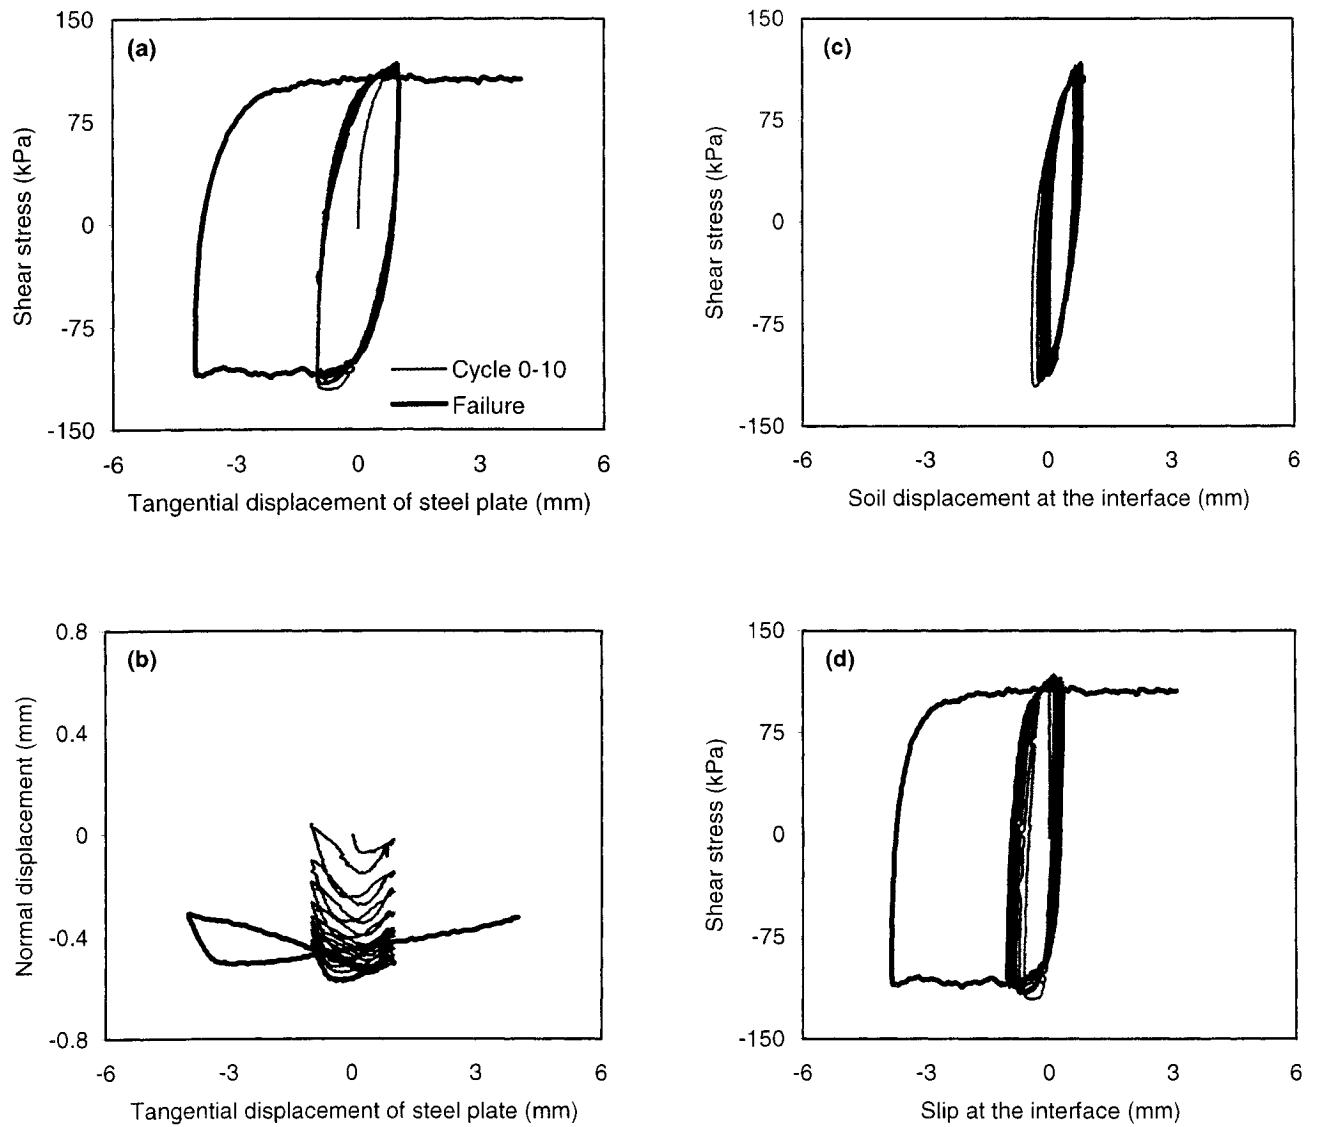 (a)
150
75
0
-75
-150
Shear stress (kPa)
Cycle 0-10
Failure
-6 -3 0 3 6
Tangential displacement of steel plate (mm)
(c)
150
75
0
-75
-150
Shear stress (kPa)
-6 -3 0 3 6
Soil displacement at the interface (mm)
(b)
0.8
0.4
0
-0.4
-0.8
Normal displacement (mm)
-6 -3 0 3 6
Tangential displacement of steel plate (mm)
(d)
150
75
0
-75
-150
Shear stress (kPa)
-6 -3 0 3 6
Slip at the interface (mm)